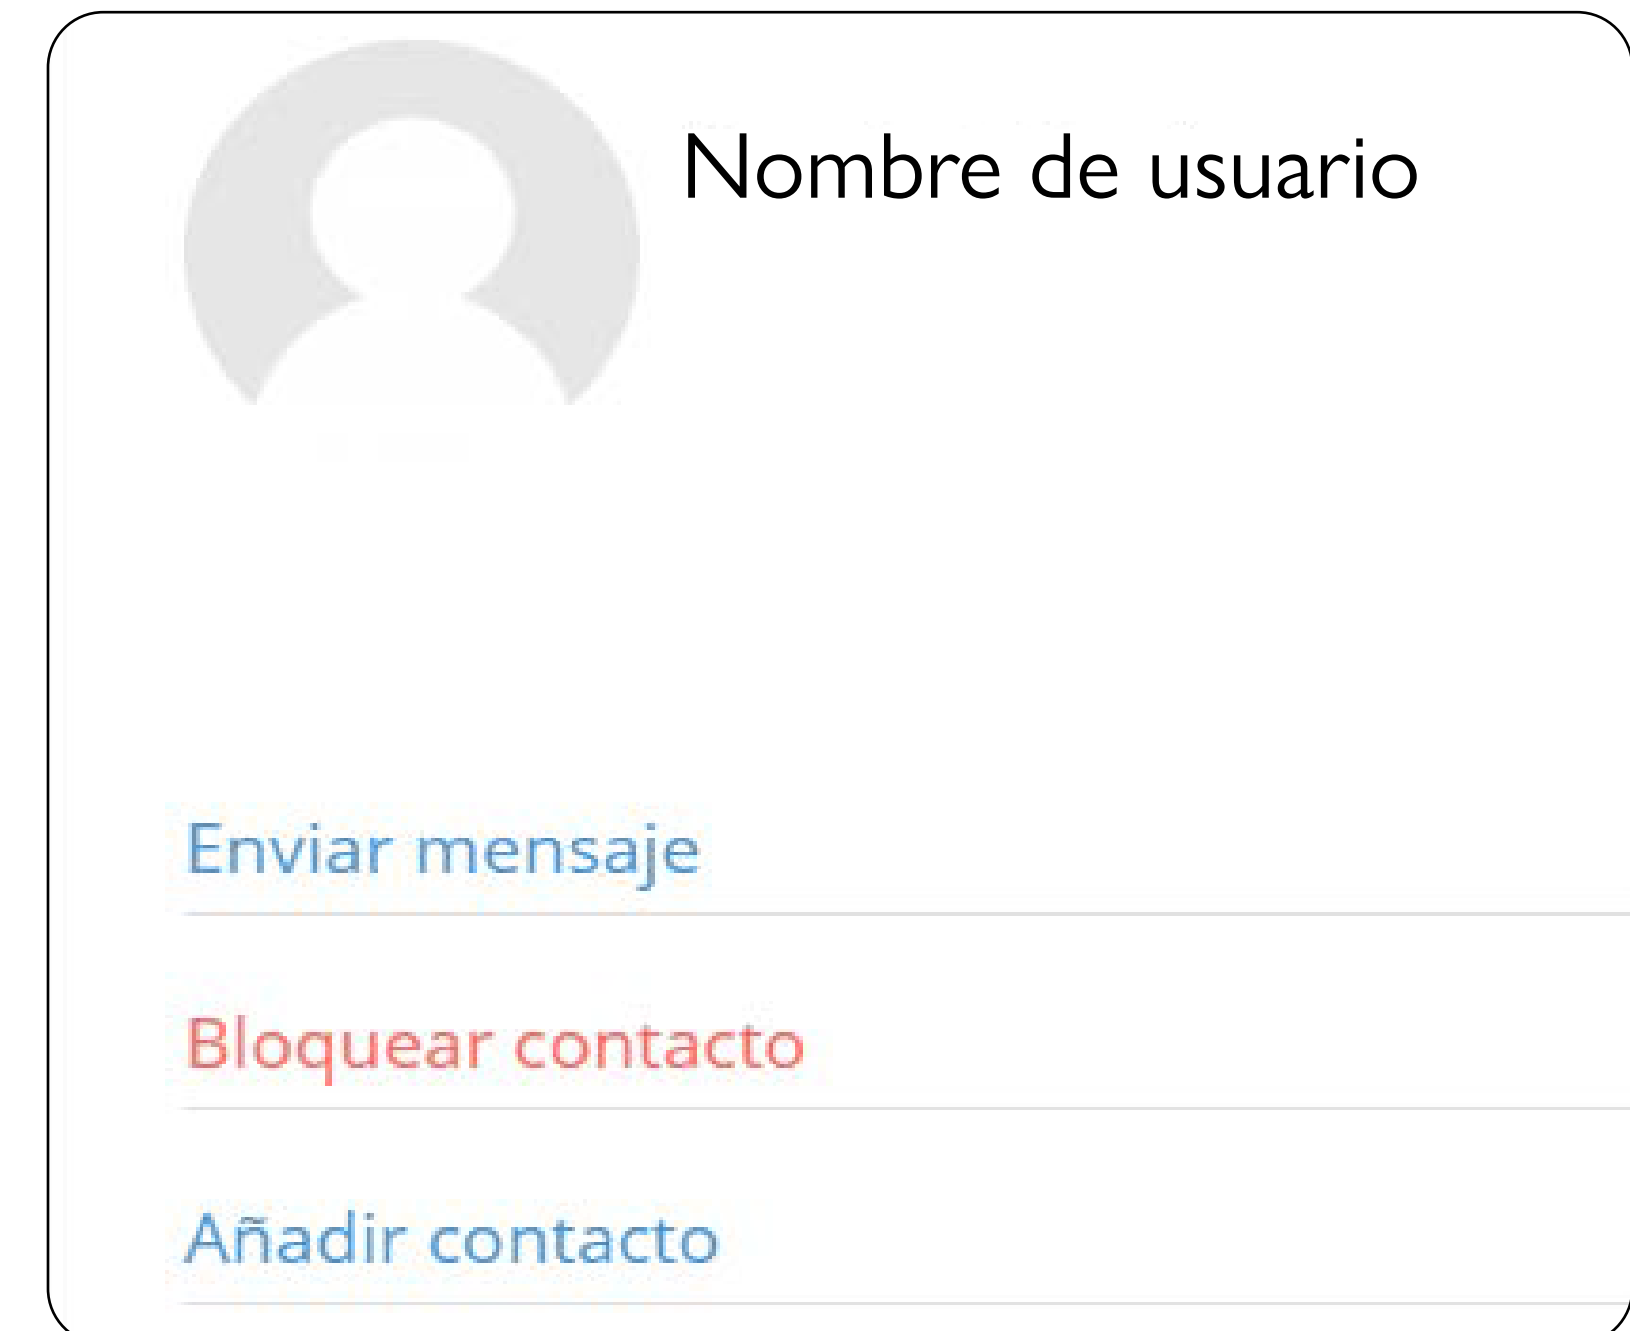 Nombre de usuario
Enviar mensaje
Bloquear contacto
Añadir contacto